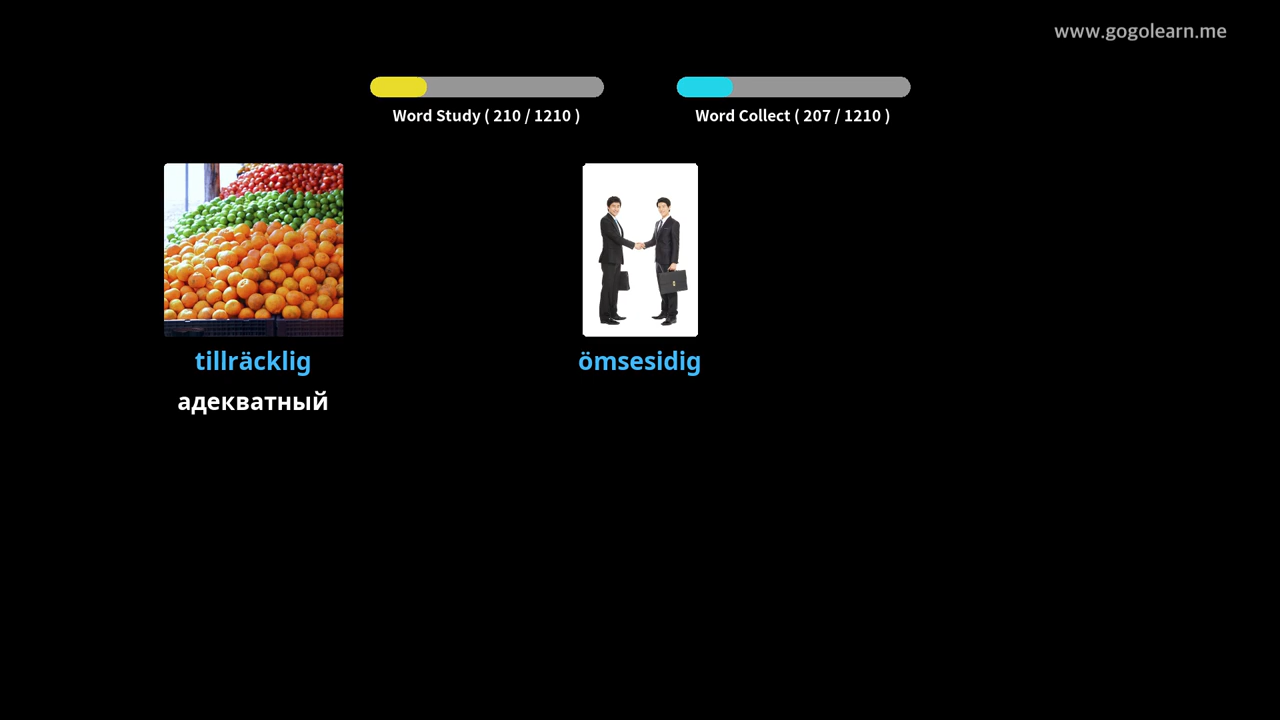 www.gogolearn.me
Word Study ( 210 / 1210 )
Word Collect ( 207 / 1210 )
tillräcklig
ömsesidig
адекватный